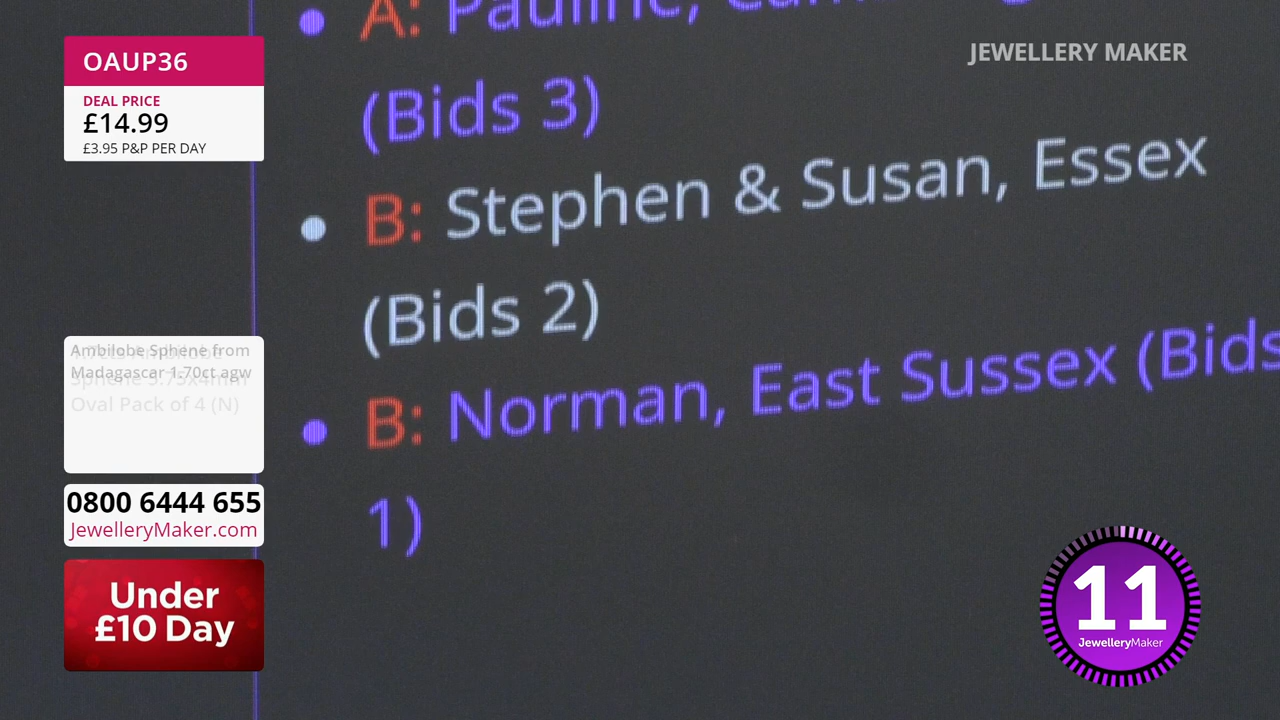 OAUP36
DEAL PRICE
£14.99
£3.95 P&P PER DAY
JEWELLERY MAKER
A: Pauline,
(Bids 3)
B: Stephen & Susan, Essex
(Bids 2)
B: Norman, East Sussex (Bids
1)
Ambilobe Sphene from
Madagascar 1.70ct agw
Oval Pack of 4 (N)
0800 6444 655
JewelleryMaker.com
Under
£10 Day
11
JewelleryMaker